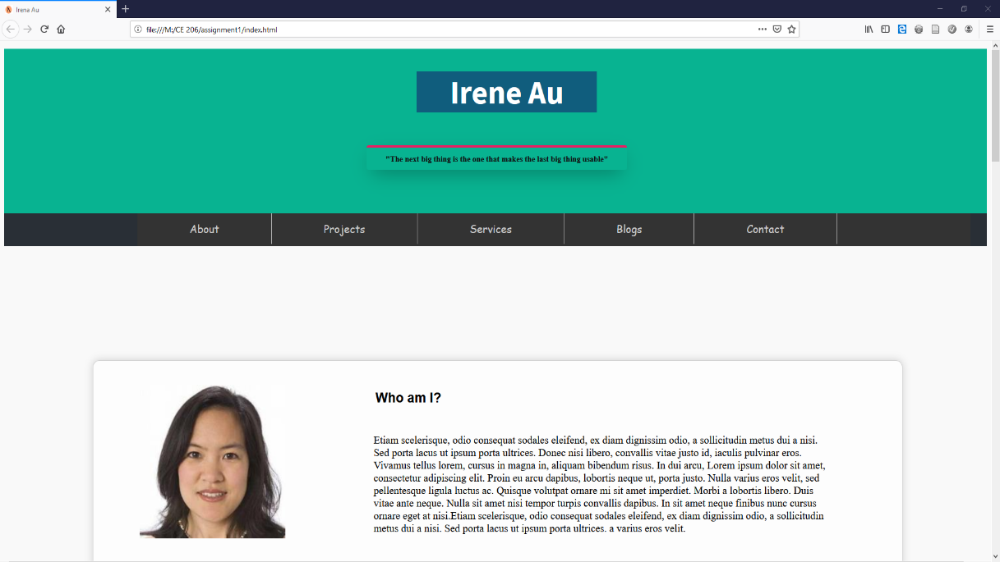 Irena Au
file:///M:/CE 206/assignment1/index.html
Irene Au
"The next big thing is the one that makes the last big thing usable"
About
Projects
Services
Blogs
Contact
Who am I?
Etiam scelerisque, odio consequat sodales eleifend, ex diam dignissim odio, a sollicitudin metus dui a nisi.
Sed porta lacus ut ipsum porta ultrices. Donec nisi libero, convallis vitae justo id, iaculis pulvinar eros.
Vivamus tellus lorem, cursus in magna in, aliquam bibendum risus. In dui arcu, Lorem ipsum dolor sit amet,
consectetur adipiscing elit. Proin eu arcu dapibus, lobortis neque ut, porta justo. Nulla varius eros velit, sed
pellentesque ligula luctus ac. Quisque volutpat ornare mi sit amet imperdiet. Morbi a lobortis libero. Duis
vitae ante neque. Nulla sit amet nisi tempor turpis convallis dapibus. In sit amet neque finibus nunc cursus
ornare eget at nisi.Etiam scelerisque, odio consequat sodales eleifend, ex diam dignissim odio, a sollicitudin
metus dui a nisi. Sed porta lacus ut ipsum porta ultrices. a varius eros velit.